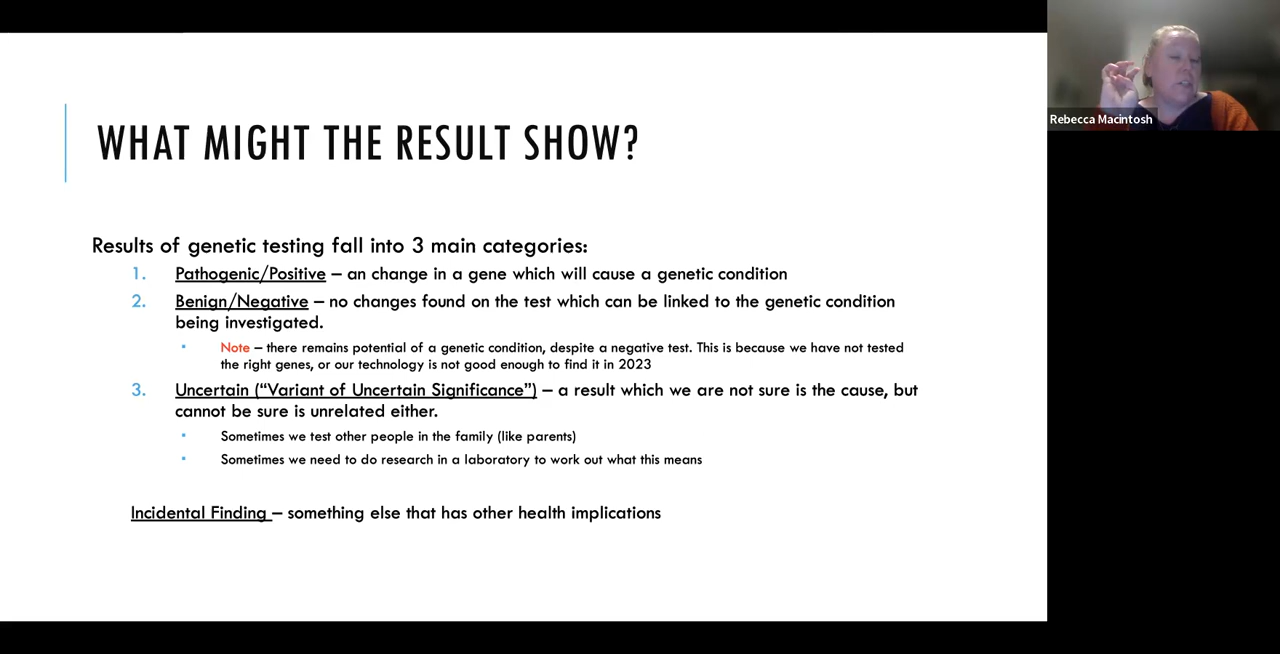 WHAT MIGHT THE RESULT SHOW?
Results of genetic testing fall into 3 main categories:
1. Pathogenic/Positive – an change in a gene which will cause a genetic condition
2. Benign/Negative – no changes found on the test which can be linked to the genetic condition
being investigated.
▪ Note – there remains potential of a genetic condition, despite a negative test. This is because we have not tested
the right genes, or our technology is not good enough to find it in 2023
3. Uncertain (“Variant of Uncertain Significance”) – a result which we are not sure is the cause, but
cannot be sure is unrelated either.
▪ Sometimes we test other people in the family (like parents)
▪ Sometimes we need to do research in a laboratory to work out what this means
Incidental Finding – something else that has other health implications
Rebecca Macintosh